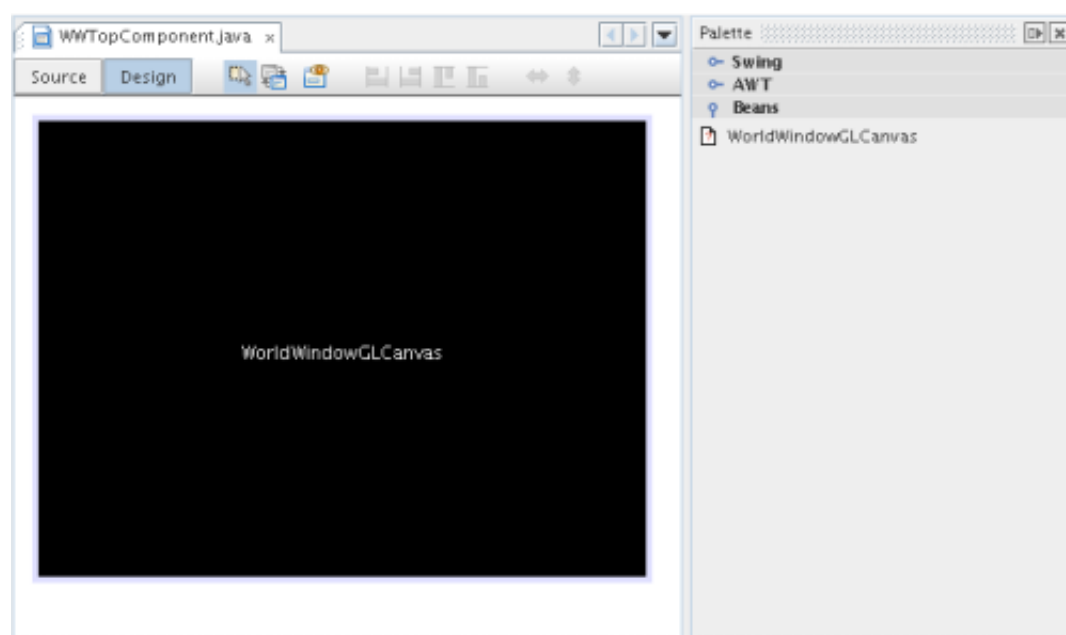 WWTopComponent.java
Palette
Source Design
Swing
AWT
Beans
WorldWindowGLCanvas
WorldWindowGLCanvas